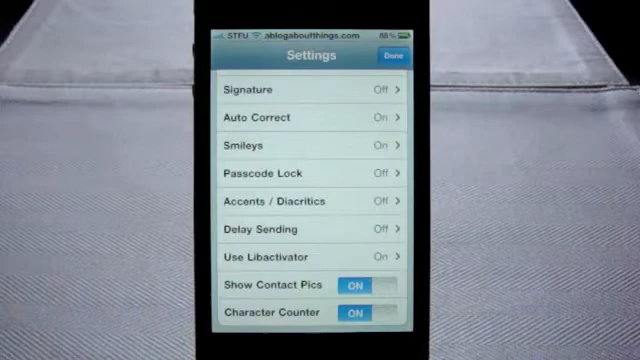 STFU ablogaboutthings.com 88%
Settings Done
Signature Off
Auto Correct On
Smileys On
Passcode Lock Off
Accents / Diacritics Off
Delay Sending Off
Use Libactivator On
Show Contact Pics ON
Character Counter ON